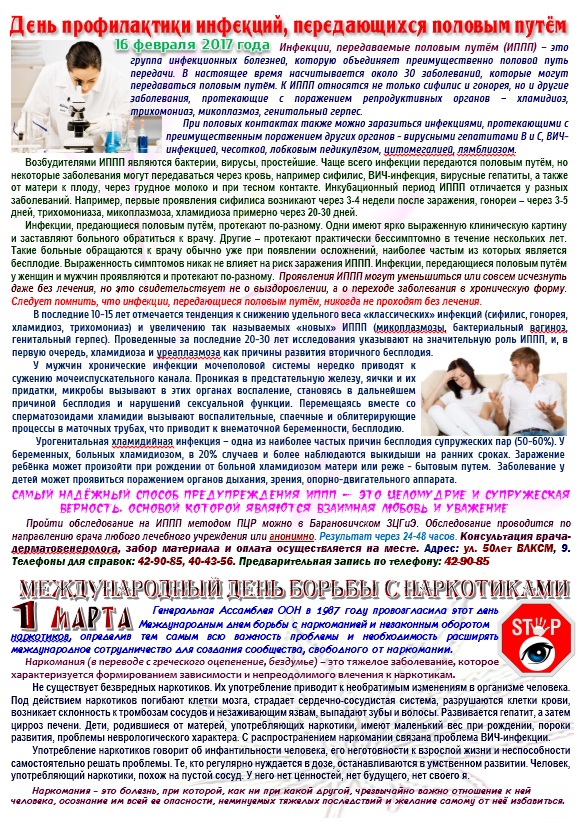 День профилактики инфекций, передающихся половым путём
16 февраля 2017 года Инфекции, передаваемые половым путём (ИППП) – это
группа инфекционных болезней, которую объединяет преимущественно половой путь
передачи. В настоящее время насчитывается около 30 заболеваний, которые могут
передаваться половым путём. К ИППП относятся не только сифилис и гонорея, но и другие
заболевания, протекающие с поражением репродуктивных органов – хламидиоз,
трихомониаз, микоплазмоз, генитальный герпес.
При половых контактах также можно заразиться инфекциями, протекающими с
преимущественным поражением других органов - вирусными гепатитами В и С, ВИЧ-
инфекцией, чесоткой, лобковым педикулёзом, цитомегалией, лямблиозом.
Возбудителями ИППП являются бактерии, вирусы, простейшие. Чаще всего инфекции передаются половым путём, но
некоторые заболевания могут передаваться через кровь, например сифилис, ВИЧ-инфекция, вирусные гепатиты, а также
от матери к плоду, через грудное молоко и при тесном контакте. Инкубационный период ИППП отличается у разных
заболеваний. Например, первые проявления сифилиса возникают через 3-4 недели после заражения, гонореи – через 3-5
дней, трихомониаза, микоплазмоза, хламидиоза примерно через 20-30 дней.
Инфекции, предающиеся половым путём, протекают по-разному. Одни имеют ярко выраженную клиническую картину
и заставляют больного обратиться к врачу. Другие – протекают практически бессимптомно в течение нескольких лет.
Такие больные обращаются к врачу обычно уже при появлении осложнений, наиболее частым из которых является
бесплодие. Выраженность симптомов никак не влияет на риск заражения ИППП. Инфекции, передающиеся половым путём
у женщин и мужчин проявляются и протекают по-разному. Проявления ИППП могут уменьшиться или совсем исчезнуть
даже без лечения, но это свидетельствует не о выздоровлении, а о переходе заболевания в хроническую форму.
Следует помнить, что инфекции, передающиеся половым путём, никогда не проходят без лечения.
В последние 10-15 лет отмечается тенденция к снижению удельного веса «классических» инфекций (сифилис, гонорея,
хламидиоз, трихомониаз) и увеличению так называемых «новых» ИППП (микоплазмозы, бактериальный вагиноз,
генитальный герпес). Проведенные за последние 20-30 лет исследования указывают на значительную роль ИППП, и, в
первую очередь, хламидиоза и уреаплазмоза как причины развития вторичного бесплодия.
У мужчин хронические инфекции мочеполовой системы нередко приводят к
сужению мочеиспускательного канала. Проникая в предстательную железу, яички и их
придатки, микробы вызывают в этих органах воспаление, становясь в дальнейшем
причиной бесплодия и нарушений сексуальной функции. Перемещаясь вместе со
сперматозоидами хламидии вызывают воспалительные, спаечные и облитерирующие
процессы в маточных трубах, что приводит к внематочной беременности, бесплодию.
Урогенитальная хламидийная инфекция – одна из наиболее частых причин бесплодия супружеских пар (50-60%). У
беременных, больных хламидиозом, в 20% случаев и более наблюдаются выкидыши на ранних сроках. Заражение
ребёнка может произойти при рождении от больной хламидиозом матери или реже - бытовым путем. Заболевание у
детей может проявиться поражением органов дыхания, зрения, опорно-двигательного аппарата.
САМЫЙ НАДЁЖНЫЙ СПОСОБ ПРЕДУПРЕЖДЕНИЯ ИППП – ЭТО ЦЕЛОМУДРИЕ И СУПРУЖЕСКАЯ
ВЕРНОСТЬ, ОСНОВОЙ КОТОРОЙ ЯВЛЯЮТСЯ ВЗАИМНАЯ ЛЮБОВЬ И УВАЖЕНИЕ
Пройти обследование на ИППП методом ПЦР можно в Барановичском ЗЦГиЭ. Обследование проводится по
направлению врача любого лечебного учреждения или анонимно. Результат через 24-48 часов. Консультация врача-
дерматовенеролога, забор материала и оплата осуществляется на месте. Адрес: ул. 50лет БЛКСМ, 9.
Телефоны для справок: 42-90-85, 40-43-56. Предварительная запись по телефону: 42-90-85
МЕЖДУНАРОДНЫЙ ДЕНЬ БОРЬБЫ С НАРКОТИКАМИ
1 МАРТА Генеральная Ассамблея ООН в 1987 году провозгласила этот день
Международным днем борьбы с наркоманией и незаконным оборотом
наркотиков, определив тем самым всю важность проблемы и необходимость расширять
международное сотрудничество для создания сообщества, свободного от наркомании.
STOP
Наркомания (в переводе с греческого оцепенение, бездумье) – это тяжелое заболевание, которое
характеризуется формированием зависимости и непреодолимого влечения к наркотикам.
Не существует безвредных наркотиков. Их употребление приводит к необратимым изменениям в организме человека.
Под действием наркотиков погибают клетки мозга, страдает сердечно-сосудистая система, разрушаются клетки крови,
возникает склонность к тромбозам сосудов и незаживающим язвам, выпадают зубы и волосы. Развивается гепатит, а затем
цирроз печени. Дети, родившиеся от матерей, употребляющих наркотики, имеют маленький вес при рождении, пороки
развития, проблемы неврологического характера. С распространением наркомании связана проблема ВИЧ-инфекции.
Употребление наркотиков говорит об инфантильности человека, его неготовности к взрослой жизни и неспособности
самостоятельно решать проблемы. Те, кто регулярно нуждается в дозе, останавливаются в умственном развитии. Человек,
употребляющий наркотики, похож на пустой сосуд. У него нет ценностей, нет будущего, нет своего я.
Наркомания – это болезнь, при которой, как ни при какой другой, чрезвычайно важно отношение к ней
человека, осознание им всей ее опасности, неминуемых тяжелых последствий и желание самому от неё избавиться.